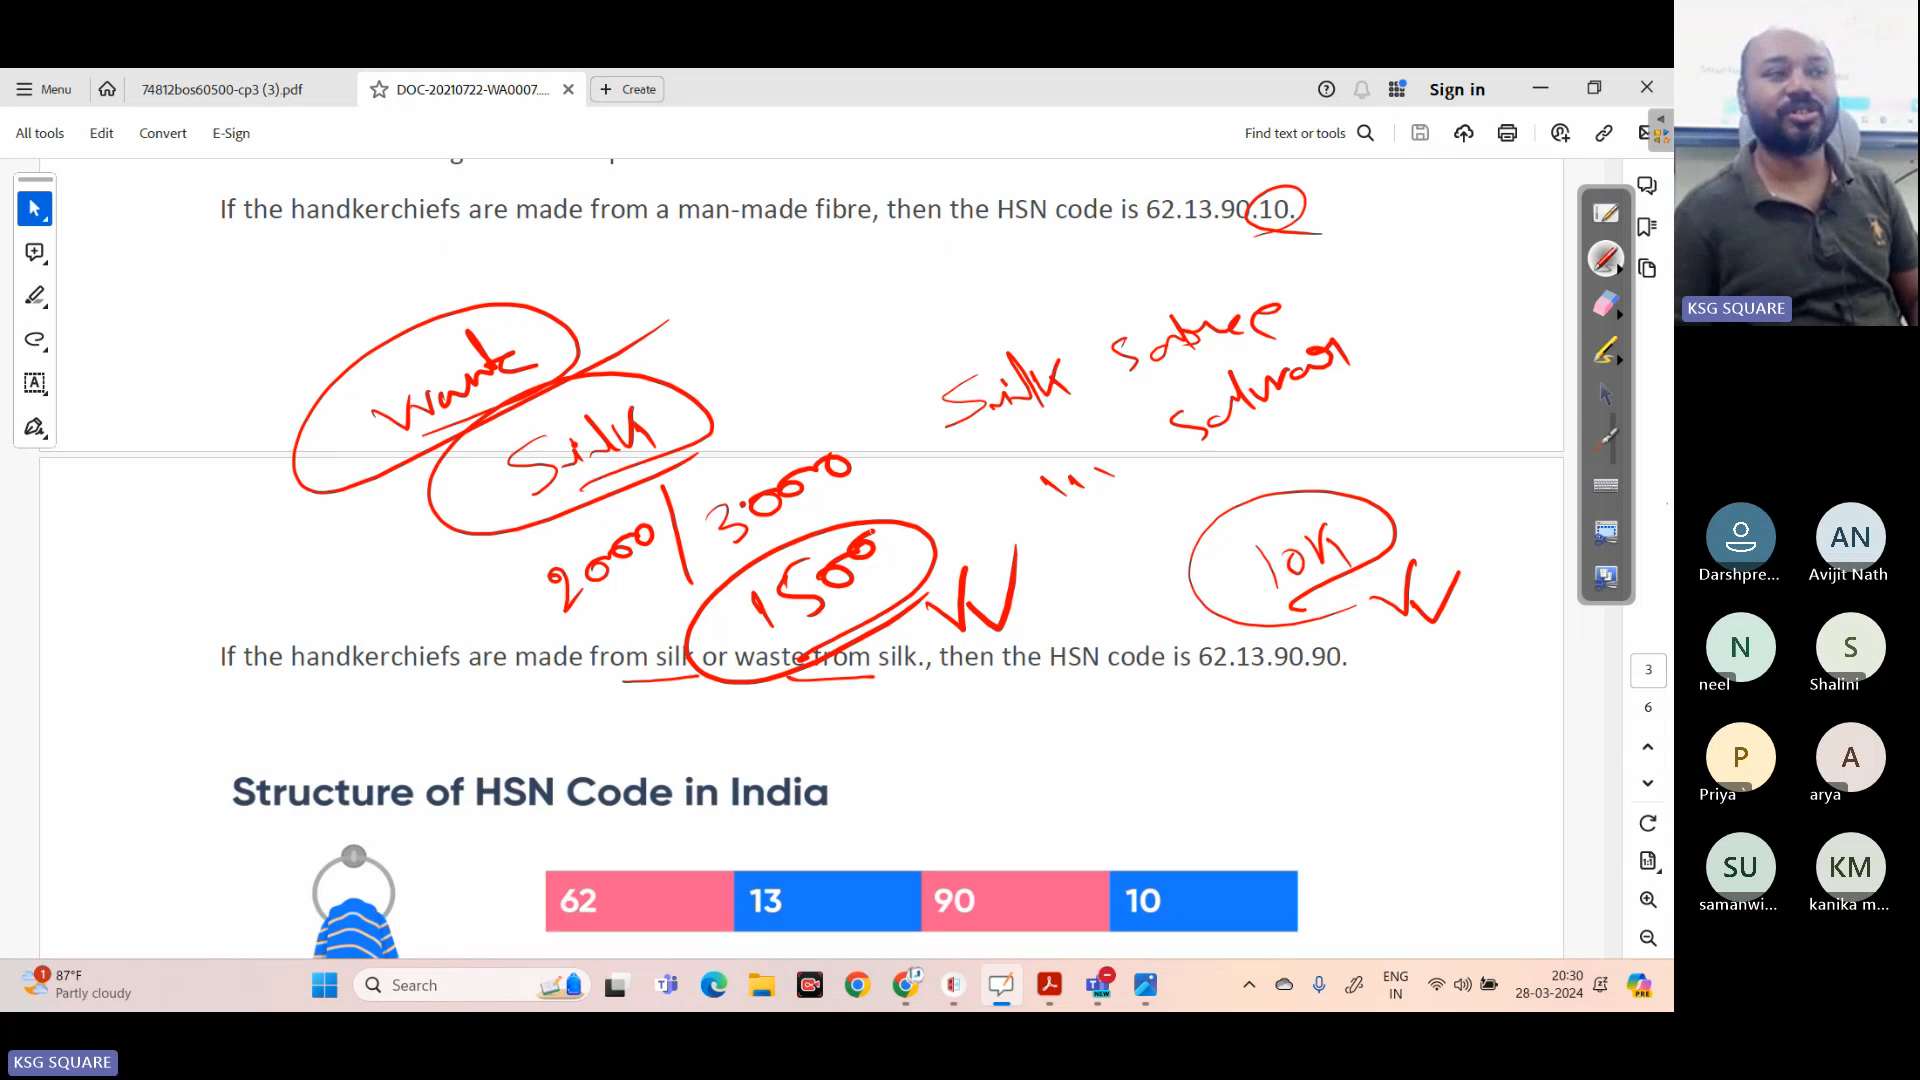 Menu
74812bos60500-cp3 (3).pdf
DOC-20210722-WA0007....
Create
Sign in
All tools
Edit
Convert
E-Sign
Find text or tools
If the handkerchiefs are made from a man-made fibre, then the HSN code is 62.13.90.10.
Silk
Silk
salwar
2000
3000
1500
10K
If the handkerchiefs are made from silk or waste from silk., then the HSN code is 62.13.90.90.
3
6
Structure of HSN Code in India
62 13 90 10
KSG SQUARE
Darshpre...
AN
Avijit Nath
N
neel
S
Shalini
P
Priya `
A
arya
SU
samanwi...
KM
kanika m...
1
87°F
Partly cloudy
Search
NEW
ENG
IN
20:30
28-03-2024
PRE
KSG SQUARE